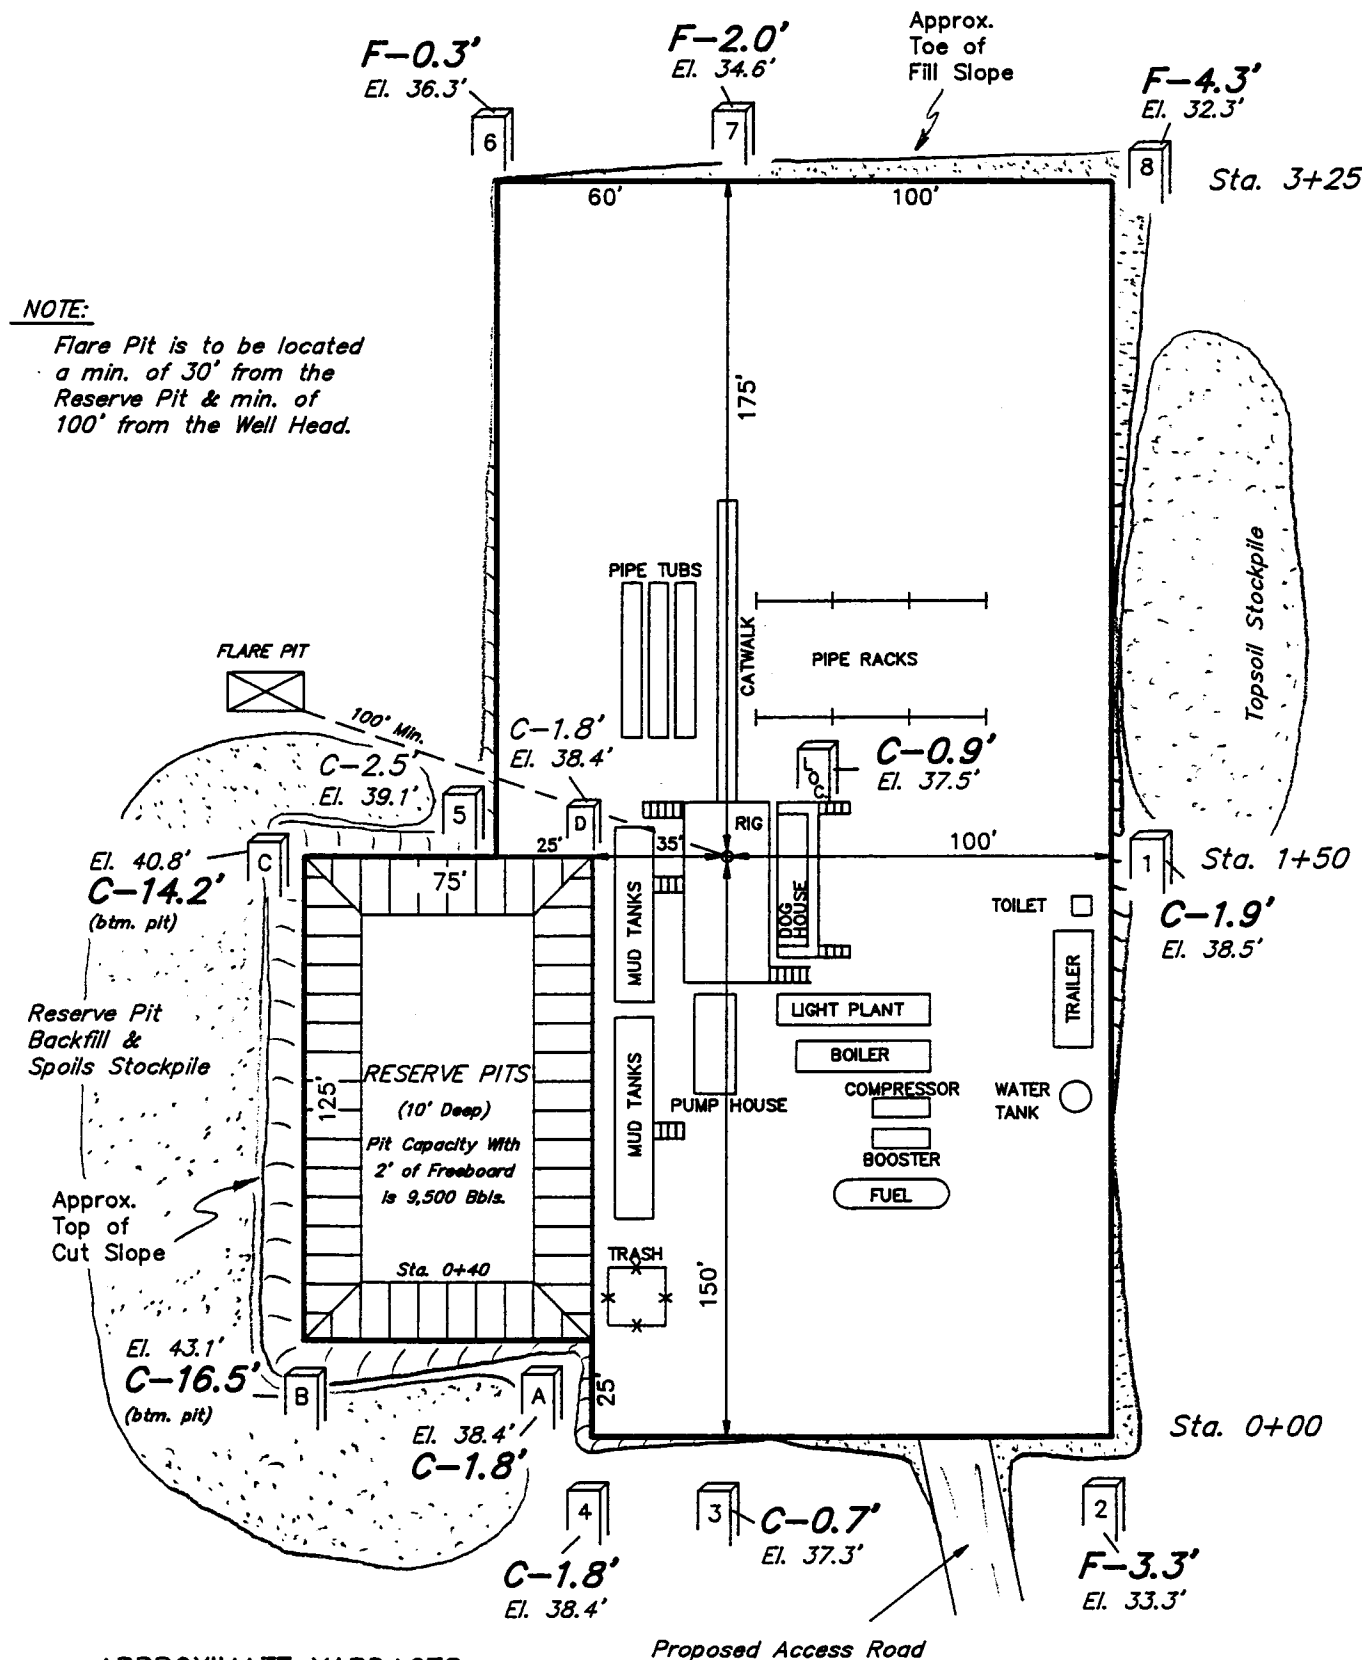 F-0.3'
El. 36.3'
F-2.0'
El. 34.6'
Approx.
Toe of
Fill Slope
F-4.3'
El. 32.3'
6
7
8
Sta. 3+25
60'
100'
NOTE:
Flare Pit is to be located
a min. of 30' from the
Reserve Pit & min. of
100' from the Well Head.
175'
Topsoil Stockpile
PIPE TUBS
CATWALK
PIPE RACKS
FLARE PIT
100' Min.
C-1.8'
El. 38.4'
C-2.5'
El. 39.1'
LOC.
C-0.9'
El. 37.5'
5
D
RIG
El. 40.8'
C-14.2'
(btm. pit)
C
75'
25'
35'
100'
1
Sta. 1+50
C-1.9'
El. 38.5'
MUD TANKS
DOG HOUSE
TOILET
TRAILER
LIGHT PLANT
BOILER
Reserve Pit
Backfill &
Spoils Stockpile
125'
RESERVE PITS
(10' Deep)
Pit Capacity With
2' of Freeboard
is 9,500 Bbls.
MUD TANKS
PUMP HOUSE
COMPRESSOR
BOOSTER
FUEL
WATER
TANK
Approx.
Top of
Cut Slope
Sta. 0+40
TRASH
150'
El. 43.1'
C-16.5'
(btm. pit)
B
A
25'
El. 38.4'
C-1.8'
Sta. 0+00
4
3
2
C-1.8'
El. 38.4'
C-0.7'
El. 37.3'
F-3.3'
El. 33.3'
Proposed Access Road
APPROXIMATE YARDAGES